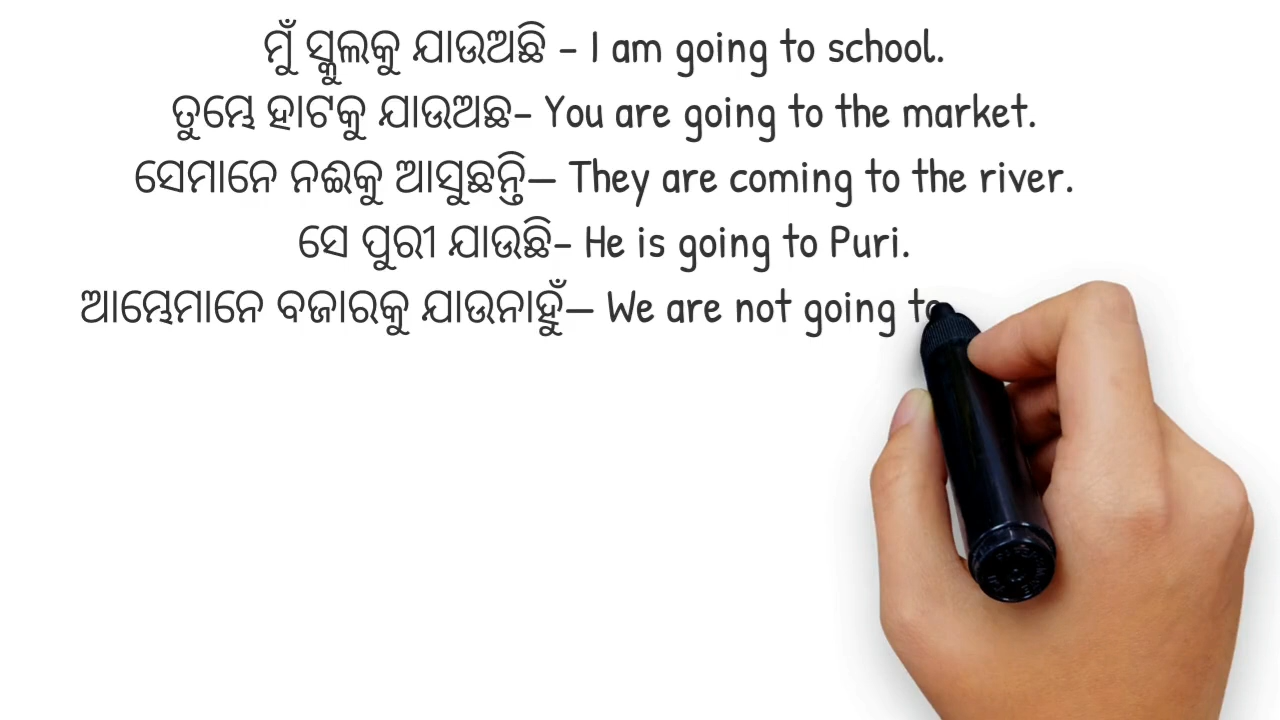 ମୁଁ ସ୍କୁଲକୁ ଯାଉଅଛି - I am going to school.
ତୁମ୍ଭେ ହାଟକୁ ଯାଉଅଛ- You are going to the market.
ସେମାନେ ନଈକୁ ଆସୁଛନ୍ତି— They are coming to the river.
ସେ ପୁରୀ ଯାଉଛି- He is going to Puri.
ଆମ୍ଭେମାନେ ବଜାରକୁ ଯାଉନାହୁଁ— We are not going to